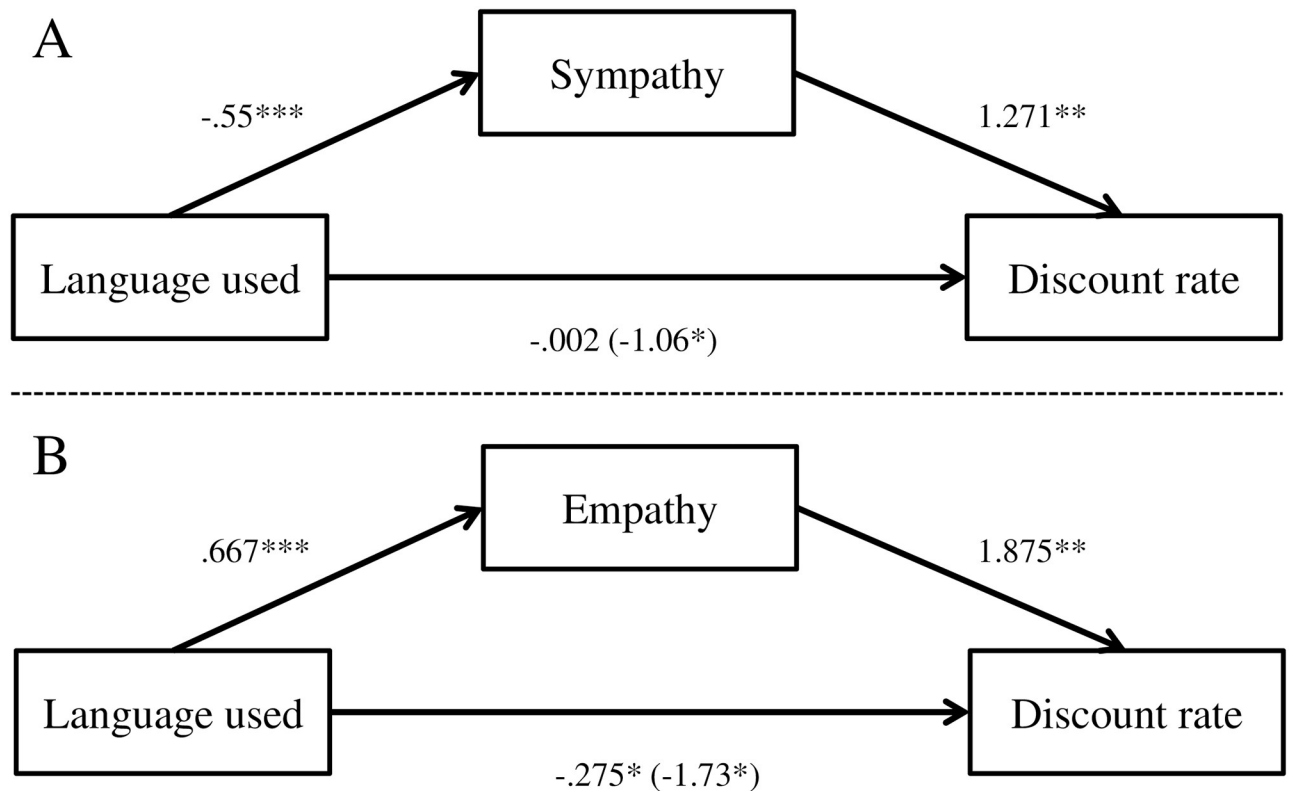 A
Sympathy
-.55***
1.271**
Language used
Discount rate
-.002 (-1.06*)
B
Empathy
.667***
1.875**
Language used
Discount rate
-.275* (-1.73*)